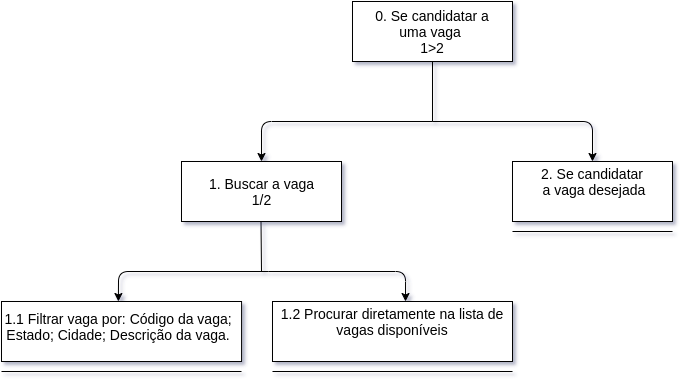 0. Se candidatar a
uma vaga
1>2
1. Buscar a vaga
1/2
2. Se candidatar
a vaga desejada
1.1 Filtrar vaga por: Código da vaga;
Estado; Cidade; Descrição da vaga.
1.2 Procurar diretamente na lista de
vagas disponíveis